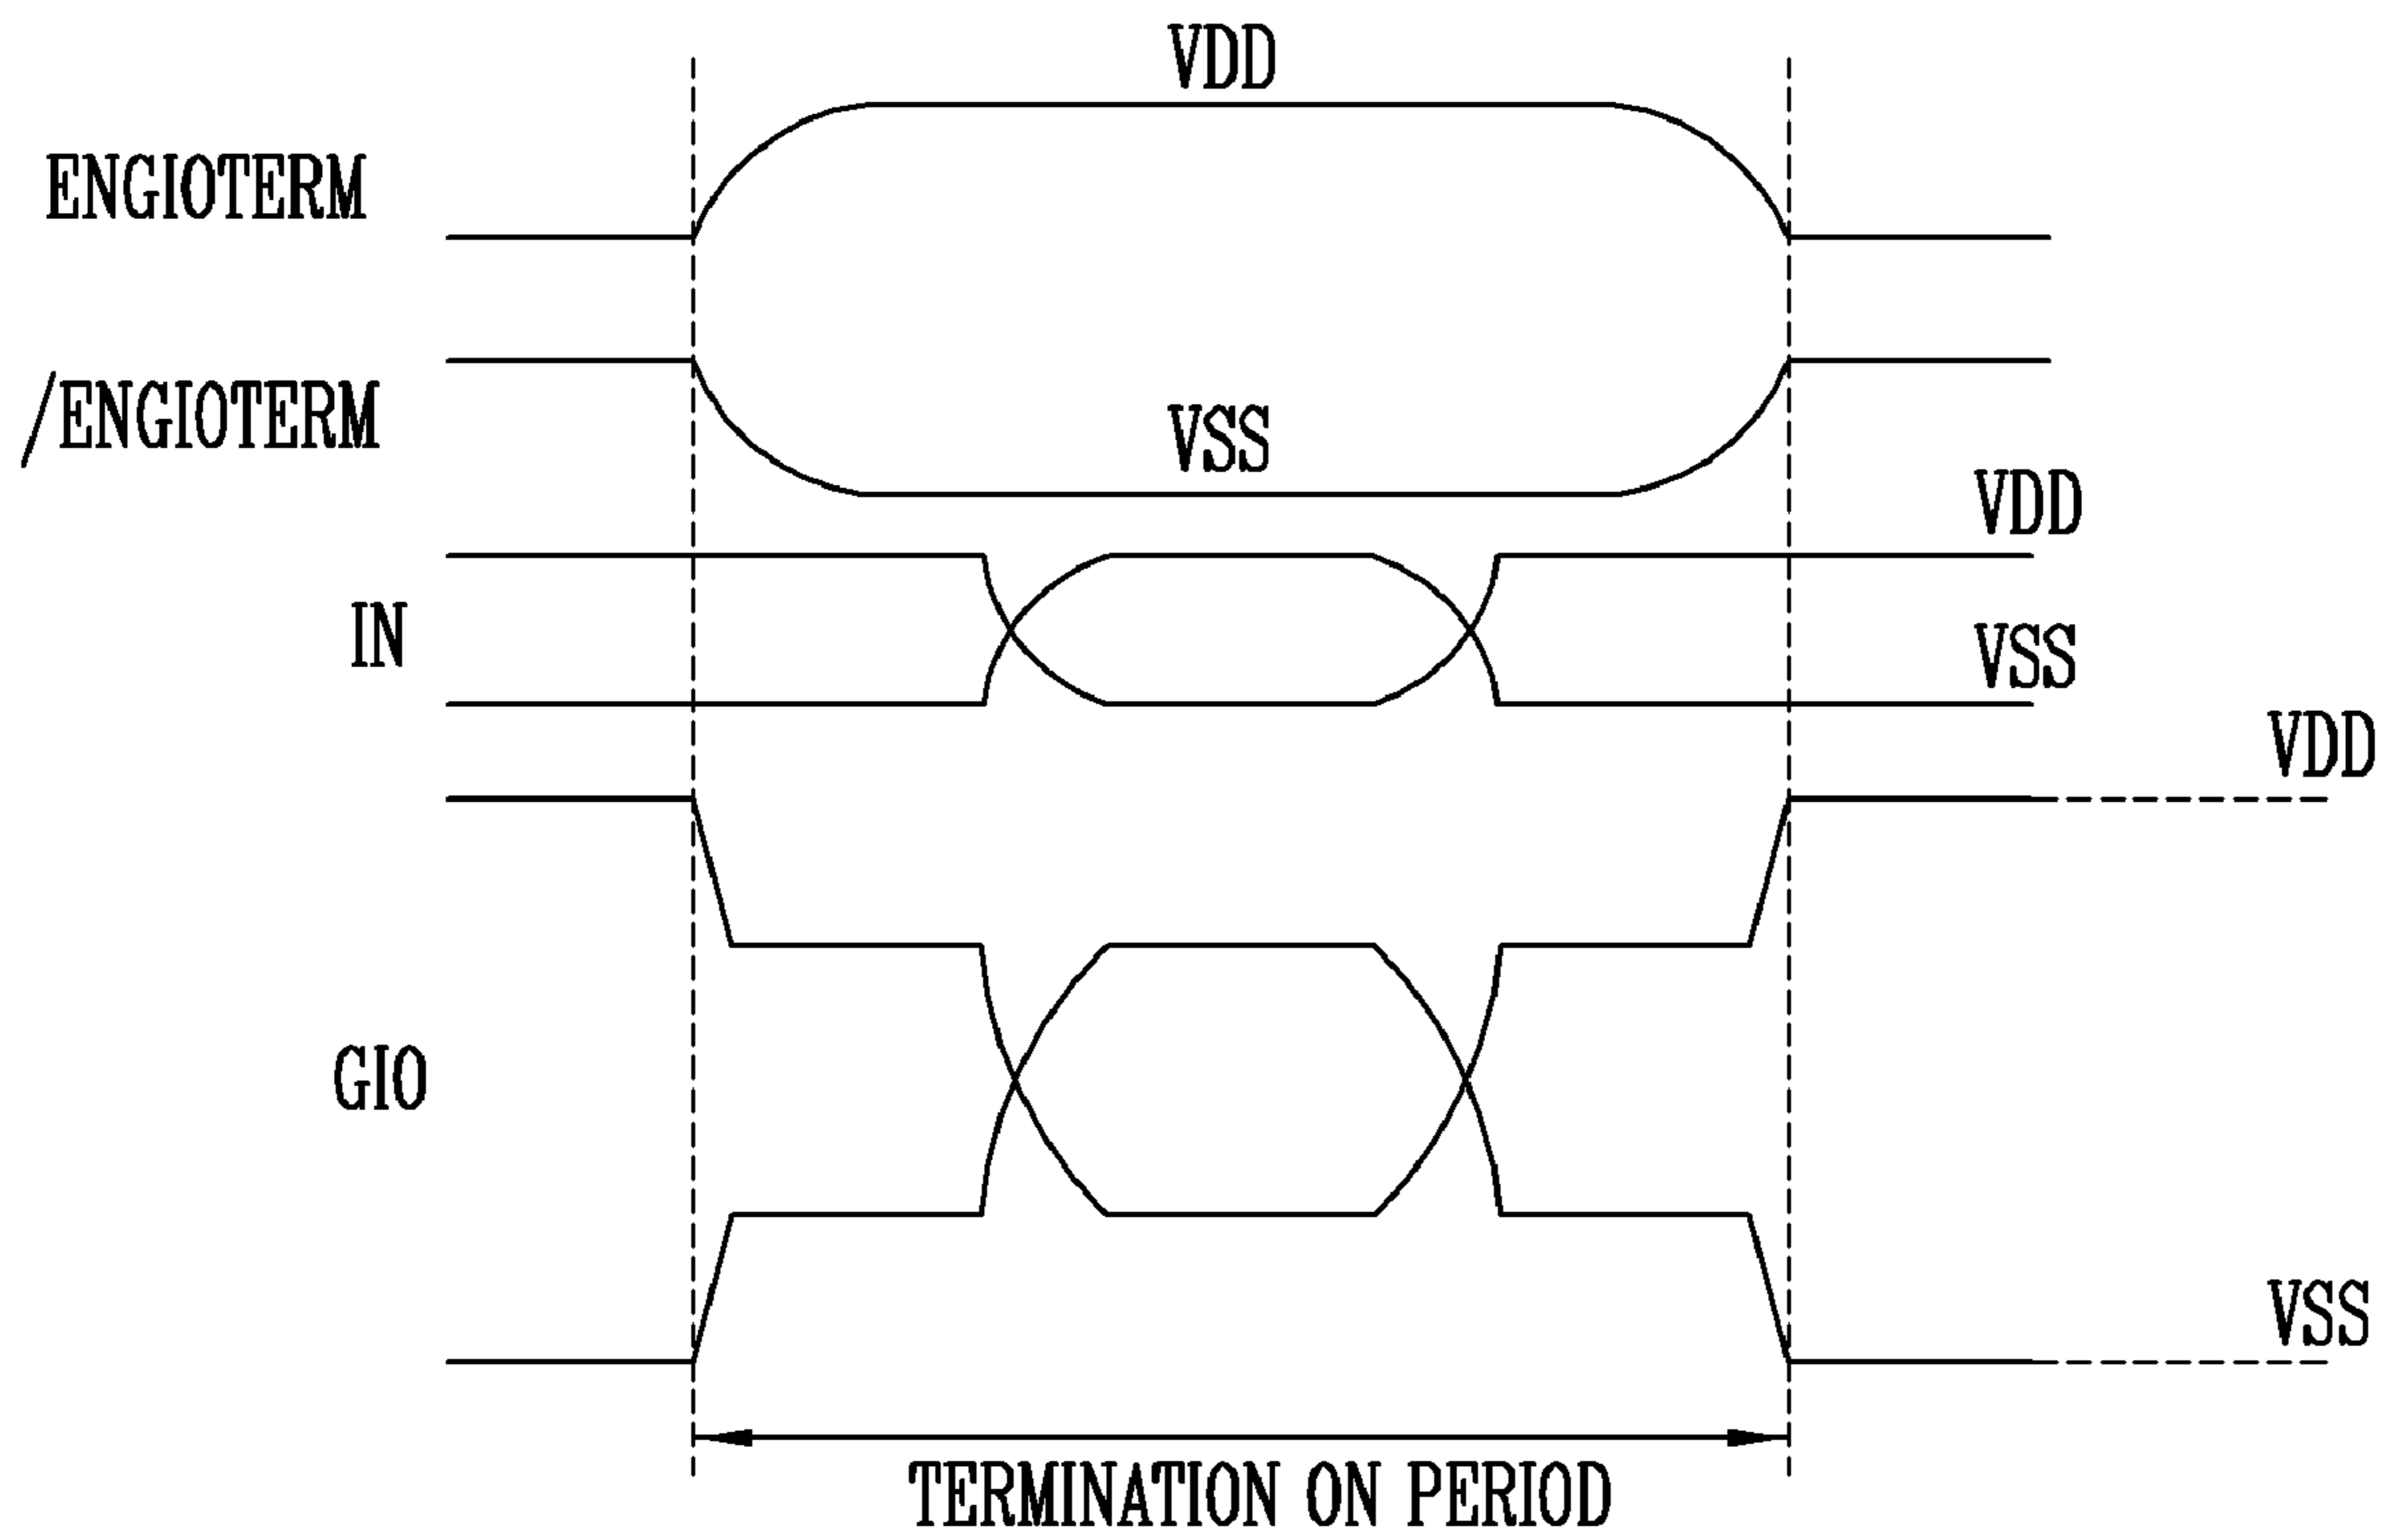 VDD
ENGIOTERM
/ENGIOTERM
VSS
VDD
IN
VSS
VDD
GIO
VSS
TERMINATION ON PERIOD